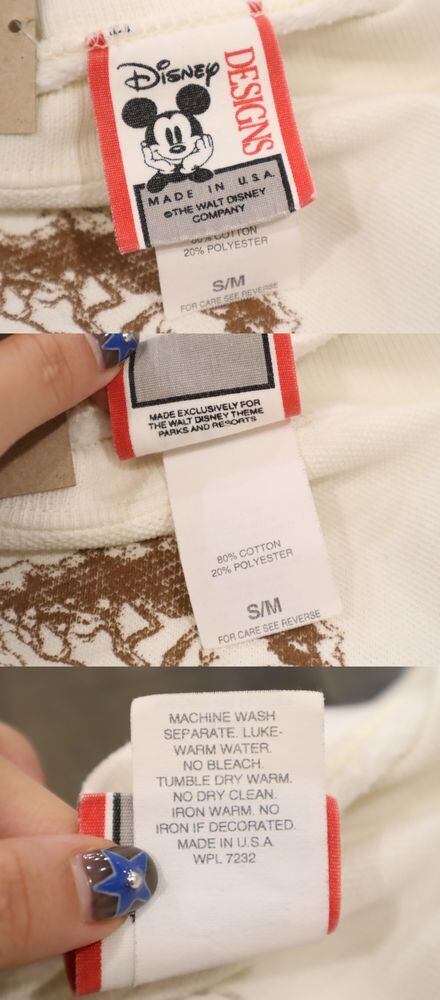 Disney
DESIGNS
MADE IN U.S.A.
©THE WALT DISNEY
COMPANY
80% COTTON
20% POLYESTER
S/M
FOR CARE SEE REVERSE
MADE EXCLUSIVELY FOR
THE WALT DISNEY THEME
PARKS AND RESORTS
80% COTTON
20% POLYESTER
S/M
FOR CARE SEE REVERSE
MACHINE WASH
SEPARATE. LUKE-
WARM WATER.
NO BLEACH.
TUMBLE DRY WARM.
NO DRY CLEAN.
IRON WARM. NO
IRON IF DECORATED.
MADE IN U.S.A
WPL 7232